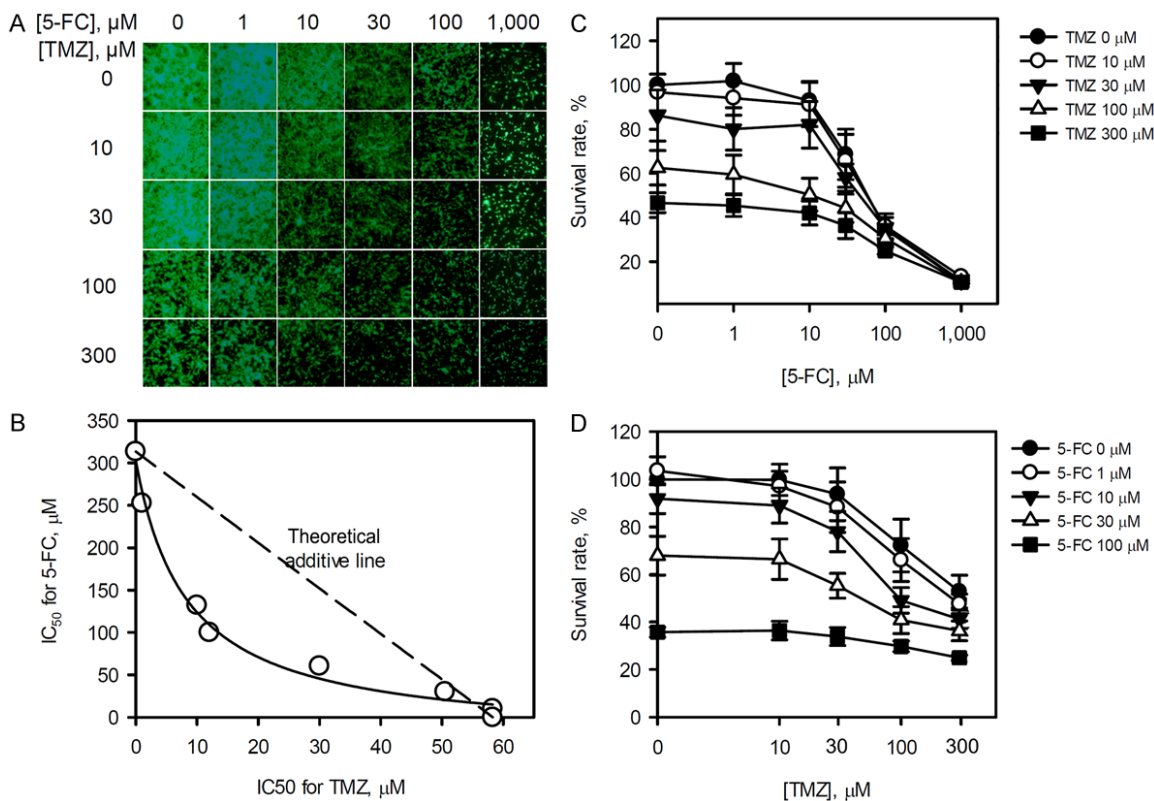 A [5-FC], μM 0 1 10 30 100 1,000
[TMZ], μM
0
10
30
100
300
B
350
300
250
200
150
100
50
0
IC50 for 5-FC, μM
Theoretical
additive line
0 10 20 30 40 50 60
IC50 for TMZ, μM
C
120
100
80
60
40
20
Survival rate, %
0 1 10 100 1,000
[5-FC], μM
TMZ 0 μM
TMZ 10 μM
TMZ 30 μM
TMZ 100 μM
TMZ 300 μM
D
120
100
80
60
40
20
0
Survival rate, %
0 10 30 100 300
[TMZ], μM
5-FC 0 μM
5-FC 1 μM
5-FC 10 μM
5-FC 30 μM
5-FC 100 μM